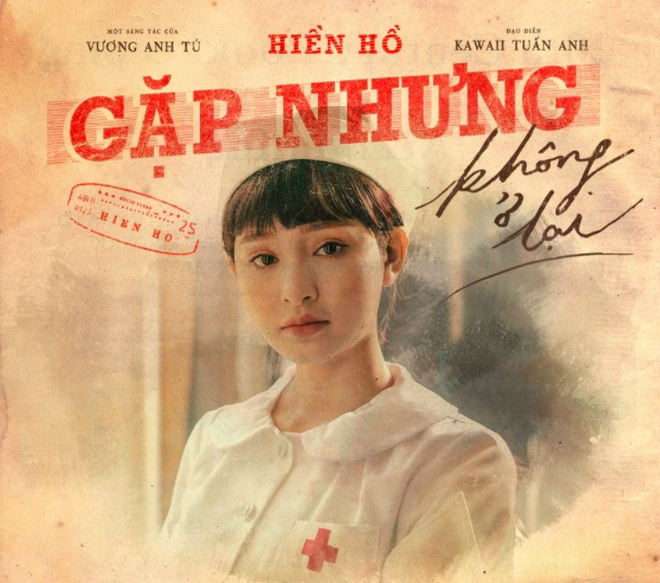 MỘT SÁNG TÁC CỦA
VƯƠNG ANH TÚ
HIỀN HỒ
ĐẠO DIỄN
KAWAII TUẤN ANH
GẶP NHƯNG
không
ở
lại
HIEN HO
25